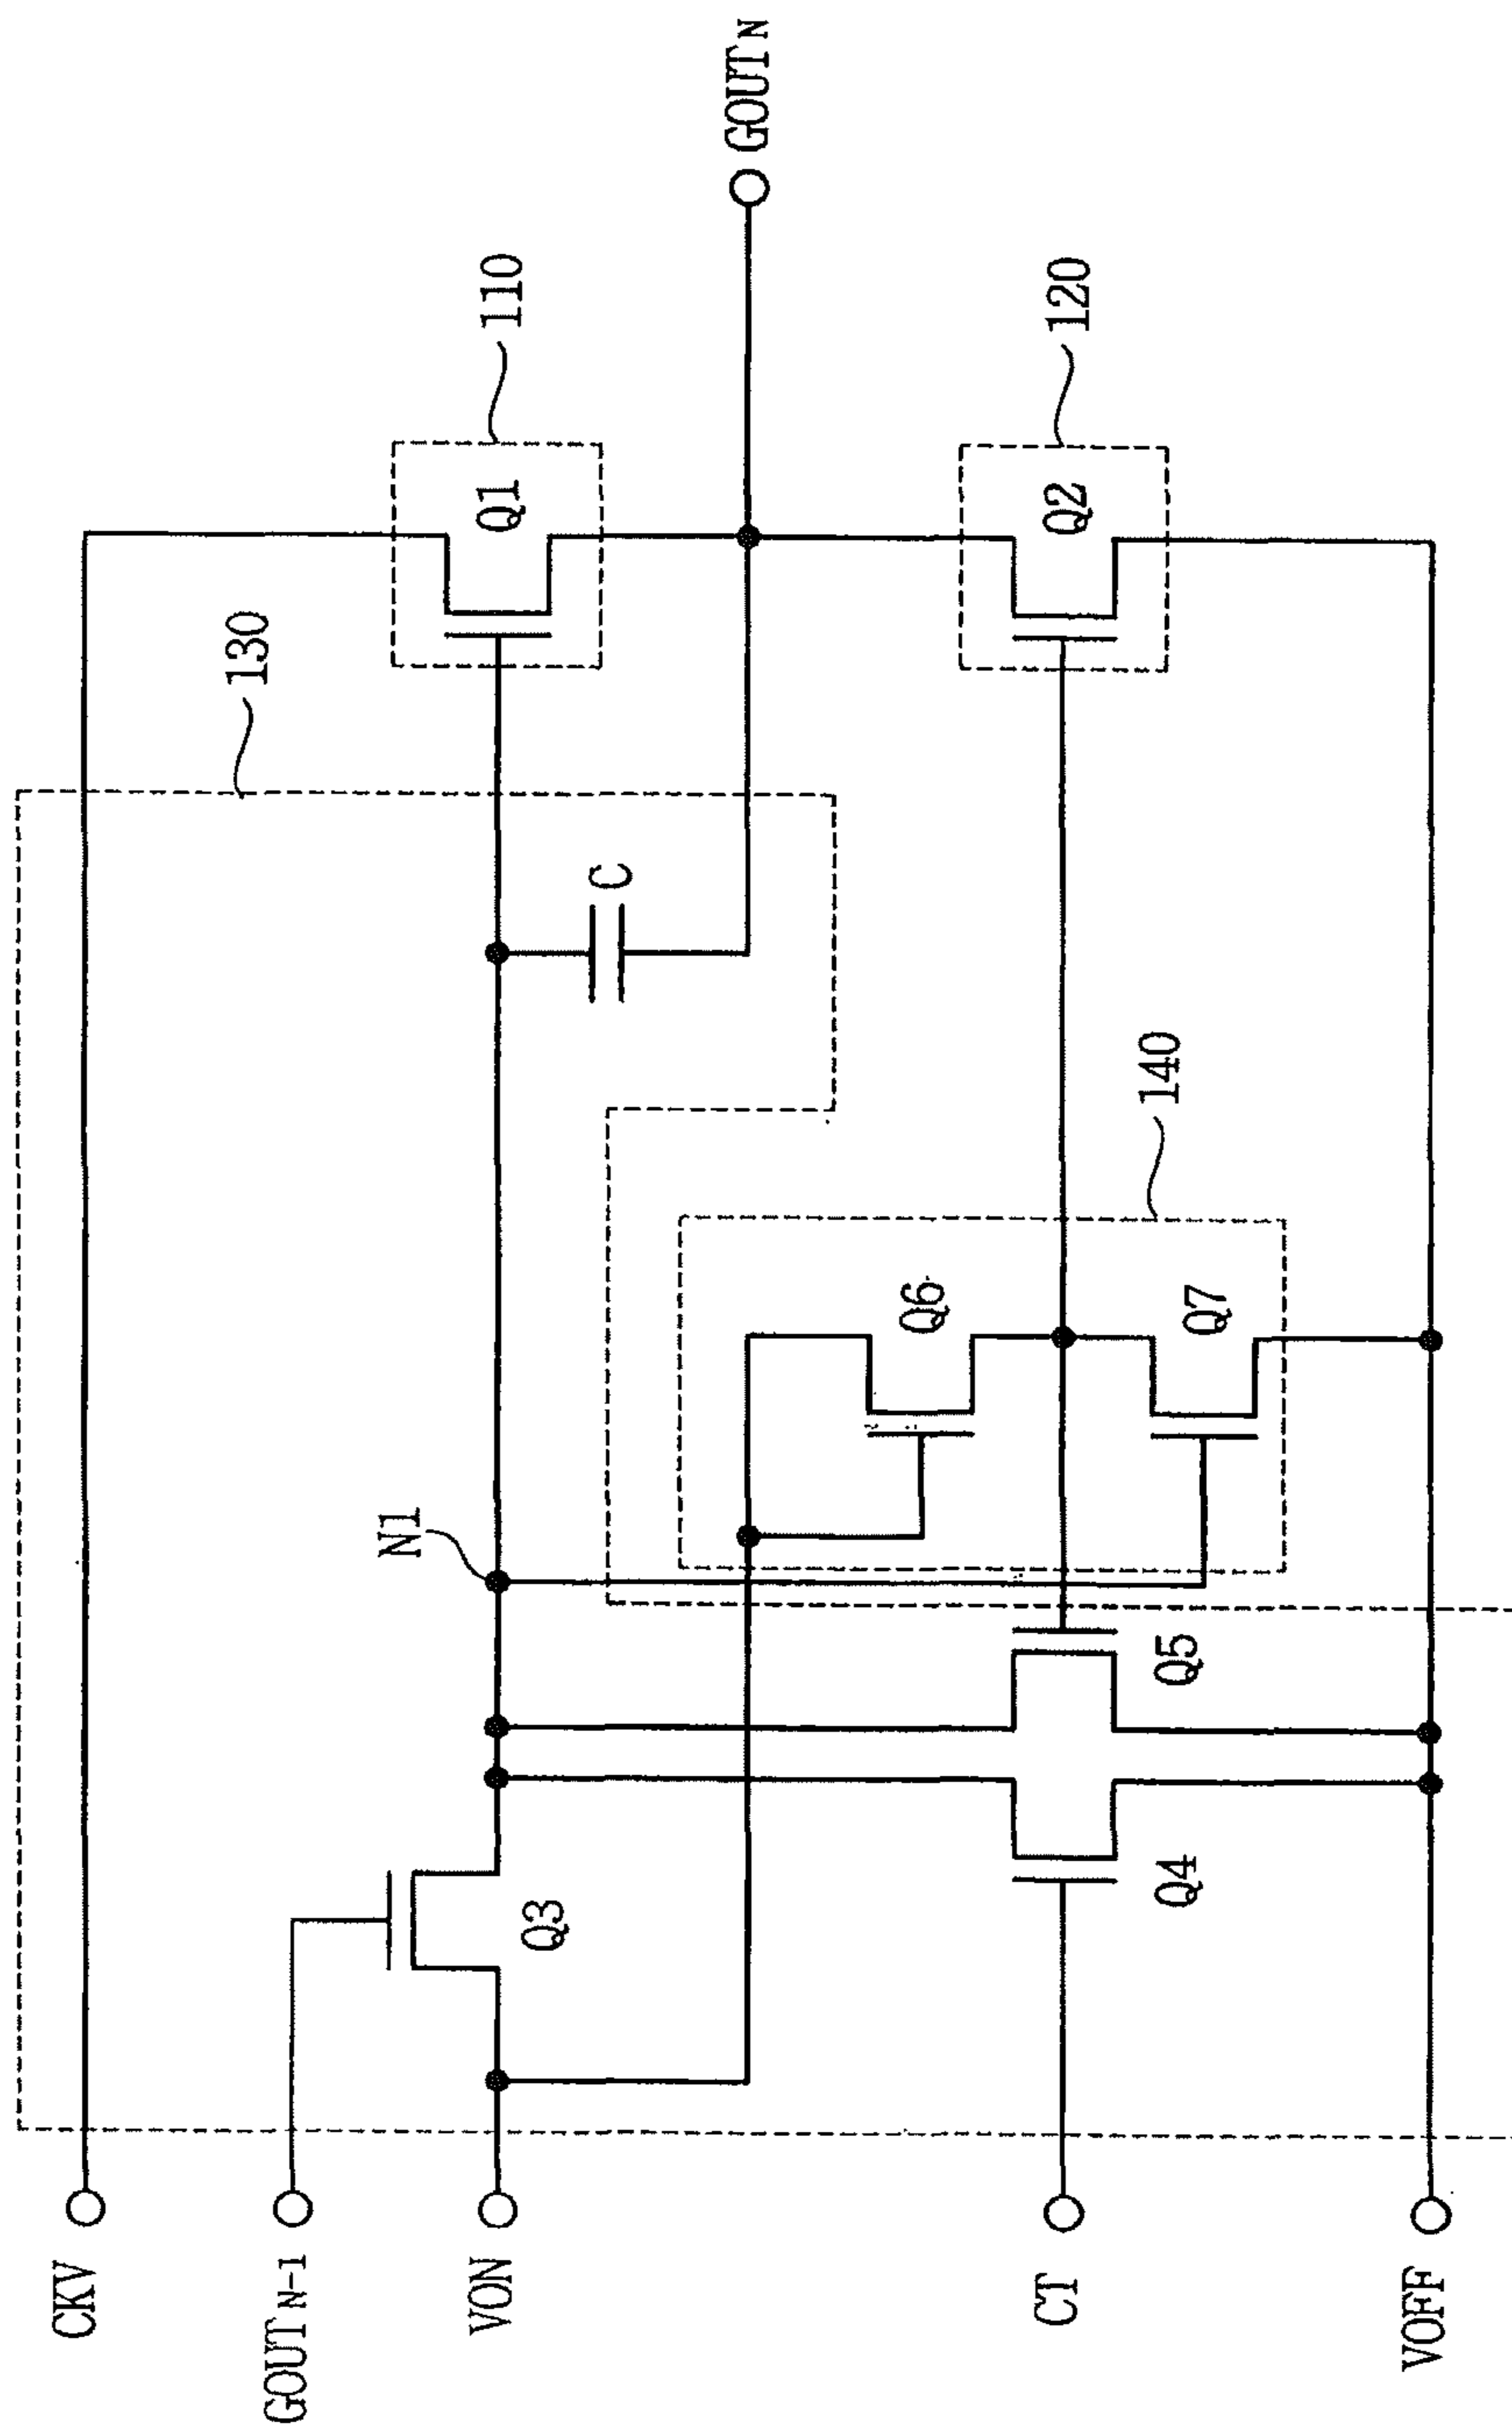 CKV
GOUT N-1
VON
CT
VOFF
Q3
Q4
Q5
N1
Q6
Q7
140
C
130
Q1
110
Q2
120
GOUT N